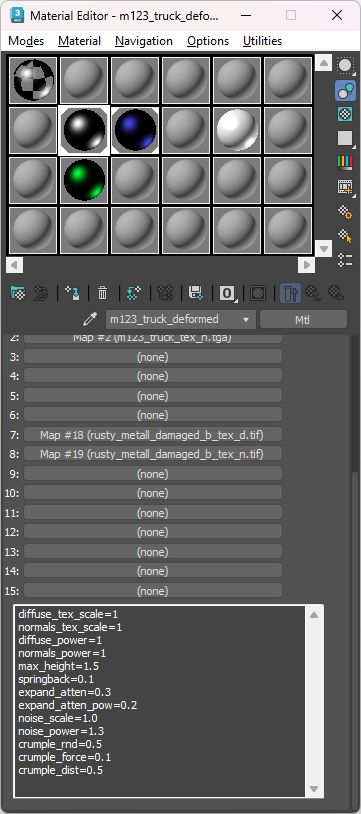 Material Editor - m123_truck_defo...
Modes Material Navigation Options Utilities
m123_truck_deformed Mtl
2: Map #2 (m123_truck_tex_n.tga)
3: (none)
4: (none)
5: (none)
6: (none)
7: Map #18 (rusty_metall_damaged_b_tex_d.tif)
8: Map #19 (rusty_metall_damaged_b_tex_n.tif)
9: (none)
10: (none)
11: (none)
12: (none)
13: (none)
14: (none)
15: (none)
diffuse_tex_scale=1
normals_tex_scale=1
diffuse_power=1
normals_power=1
max_height=1.5
springback=0.1
expand_atten=0.3
expand_atten_pow=0.2
noise_scale=1.0
noise_power=1.3
crumple_rnd=0.5
crumple_force=0.1
crumple_dist=0.5